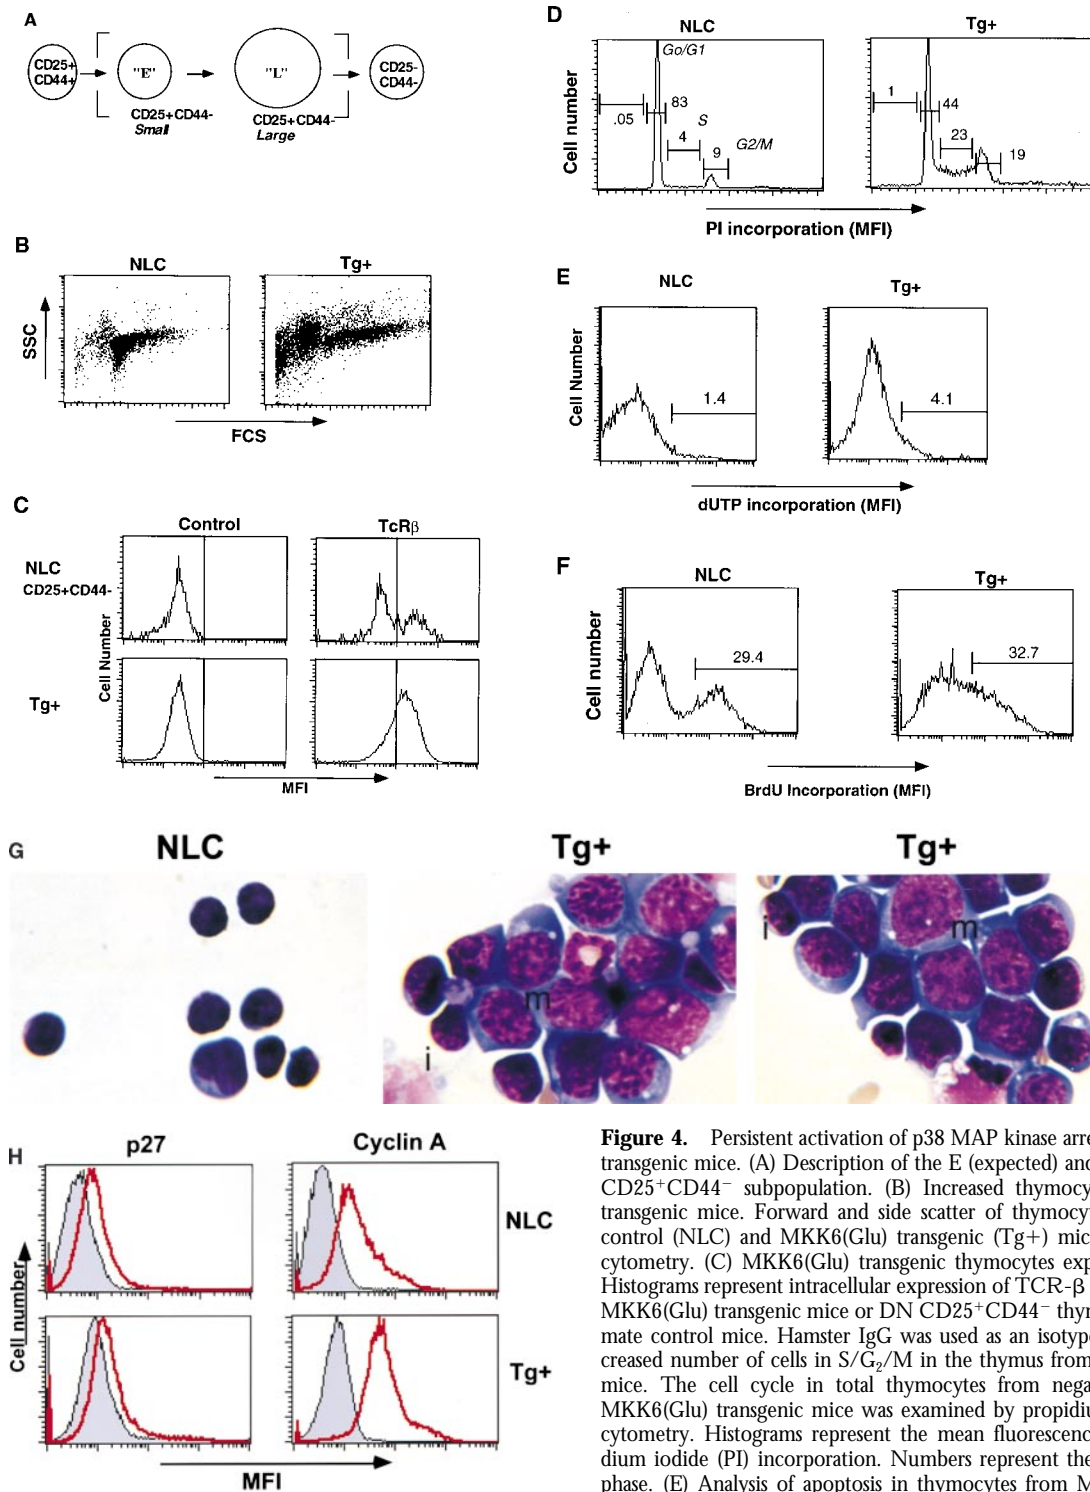 A
CD25+
CD44+
"E"
"L"
CD25-
CD44-
CD25+CD44-
Small
CD25+CD44-
Large
B
NLC
Tg+
SSC
FCS
C
Control
TcRβ
NLC
CD25+CD44-
Tg+
Cell Number
MFI
D
NLC
Tg+
Go/G1
83
.05
S
4
9
G2/M
1
44
23
19
Cell number
PI incorporation (MFI)
E
NLC
Tg+
1.4
4.1
Cell Number
dUTP incorporation (MFI)
F
NLC
Tg+
29.4
32.7
Cell number
BrdU Incorporation (MFI)
G
NLC
Tg+
Tg+
m
i
i
m
H
p27
Cyclin A
NLC
Tg+
Cell number
MFI
Figure 4. Persistent activation of p38 MAP kinase arre
transgenic mice. (A) Description of the E (expected) and
CD25⁺CD44⁻ subpopulation. (B) Increased thymocy
transgenic mice. Forward and side scatter of thymocy
control (NLC) and MKK6(Glu) transgenic (Tg+) mic
cytometry. (C) MKK6(Glu) transgenic thymocytes exp
Histograms represent intracellular expression of TCR-β
MKK6(Glu) transgenic mice or DN CD25⁺CD44⁻ thyn
mate control mice. Hamster IgG was used as an isotype
creased number of cells in S/G₂/M in the thymus from
mice. The cell cycle in total thymocytes from nega
MKK6(Glu) transgenic mice was examined by propidiu
cytometry. Histograms represent the mean fluorescenc
dium iodide (PI) incorporation. Numbers represent the
phase. (E) Analysis of apoptosis in thymocytes from M